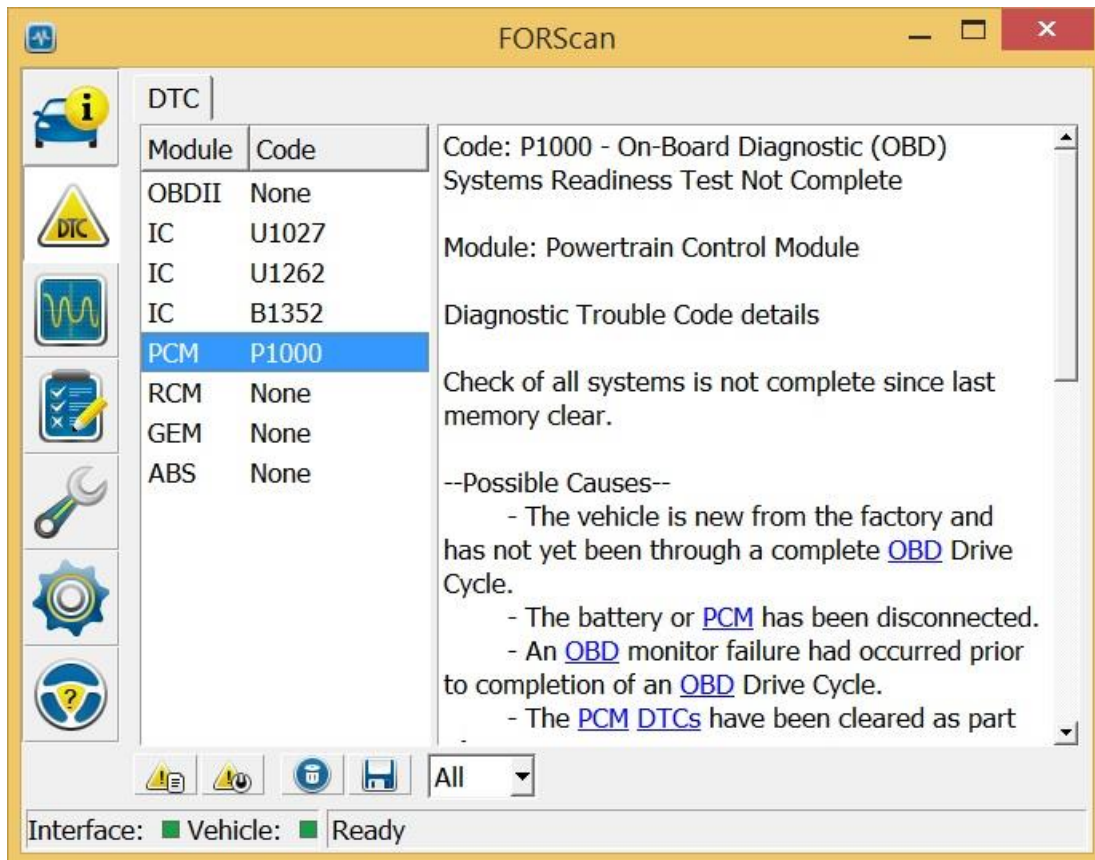 FORScan
i
DTC
DTC
Module Code
OBDII None
IC U1027
IC U1262
IC B1352
PCM P1000
RCM None
GEM None
ABS None
?
Code: P1000 - On-Board Diagnostic (OBD)
Systems Readiness Test Not Complete
Module: Powertrain Control Module
Diagnostic Trouble Code details
Check of all systems is not complete since last
memory clear.
--Possible Causes--
- The vehicle is new from the factory and
has not yet been through a complete OBD Drive
Cycle.
- The battery or PCM has been disconnected.
- An OBD monitor failure had occurred prior
to completion of an OBD Drive Cycle.
- The PCM DTCs have been cleared as part
All
Interface: Vehicle: Ready